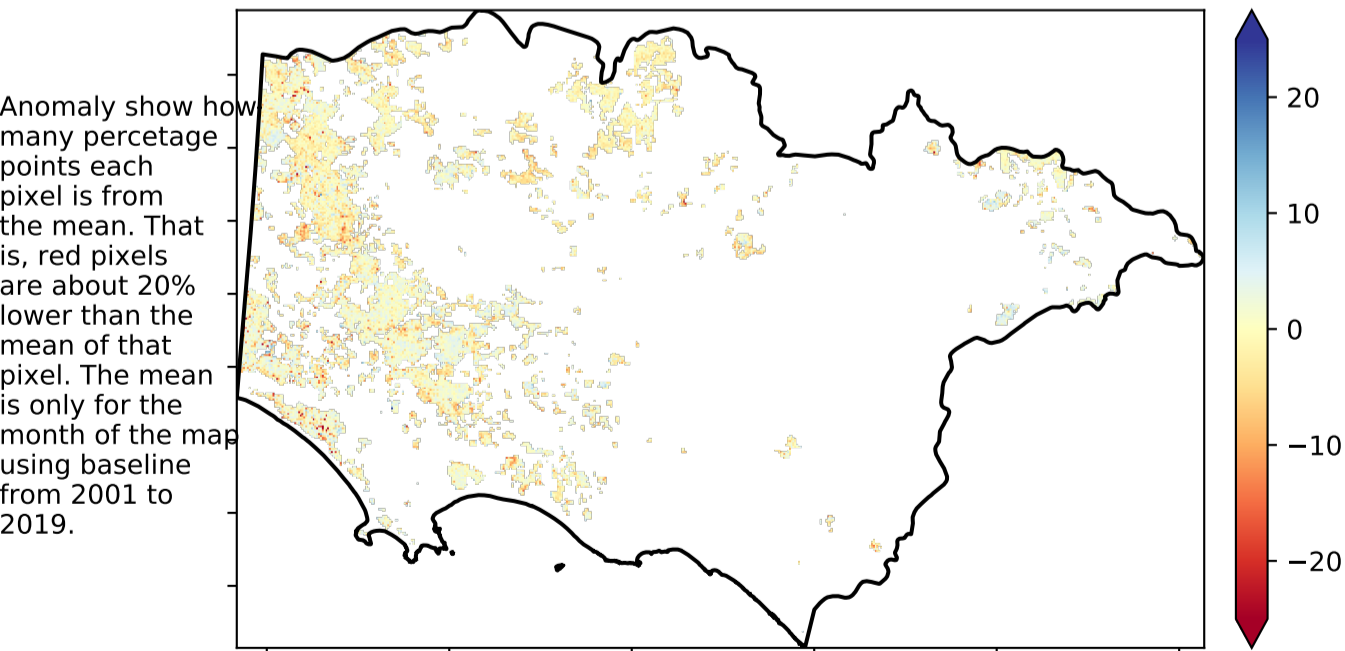 Anomaly show how
many percetage
points each
pixel is from
the mean. That
is, red pixels
are about 20%
lower than the
mean of that
pixel. The mean
is only for the
month of the map
using baseline
from 2001 to
2019.
20
10
0
−10
−20